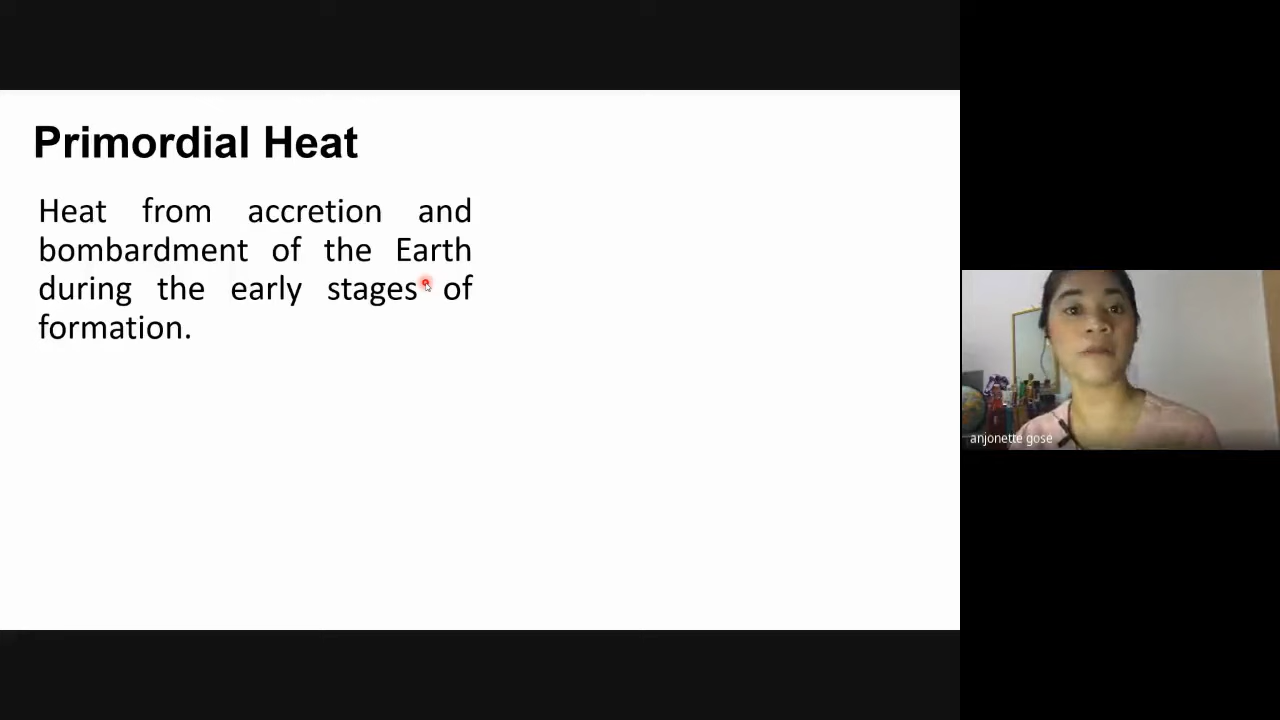 Primordial Heat
Heat from accretion and
bombardment of the Earth
during the early stages of
formation.
anjonette gose